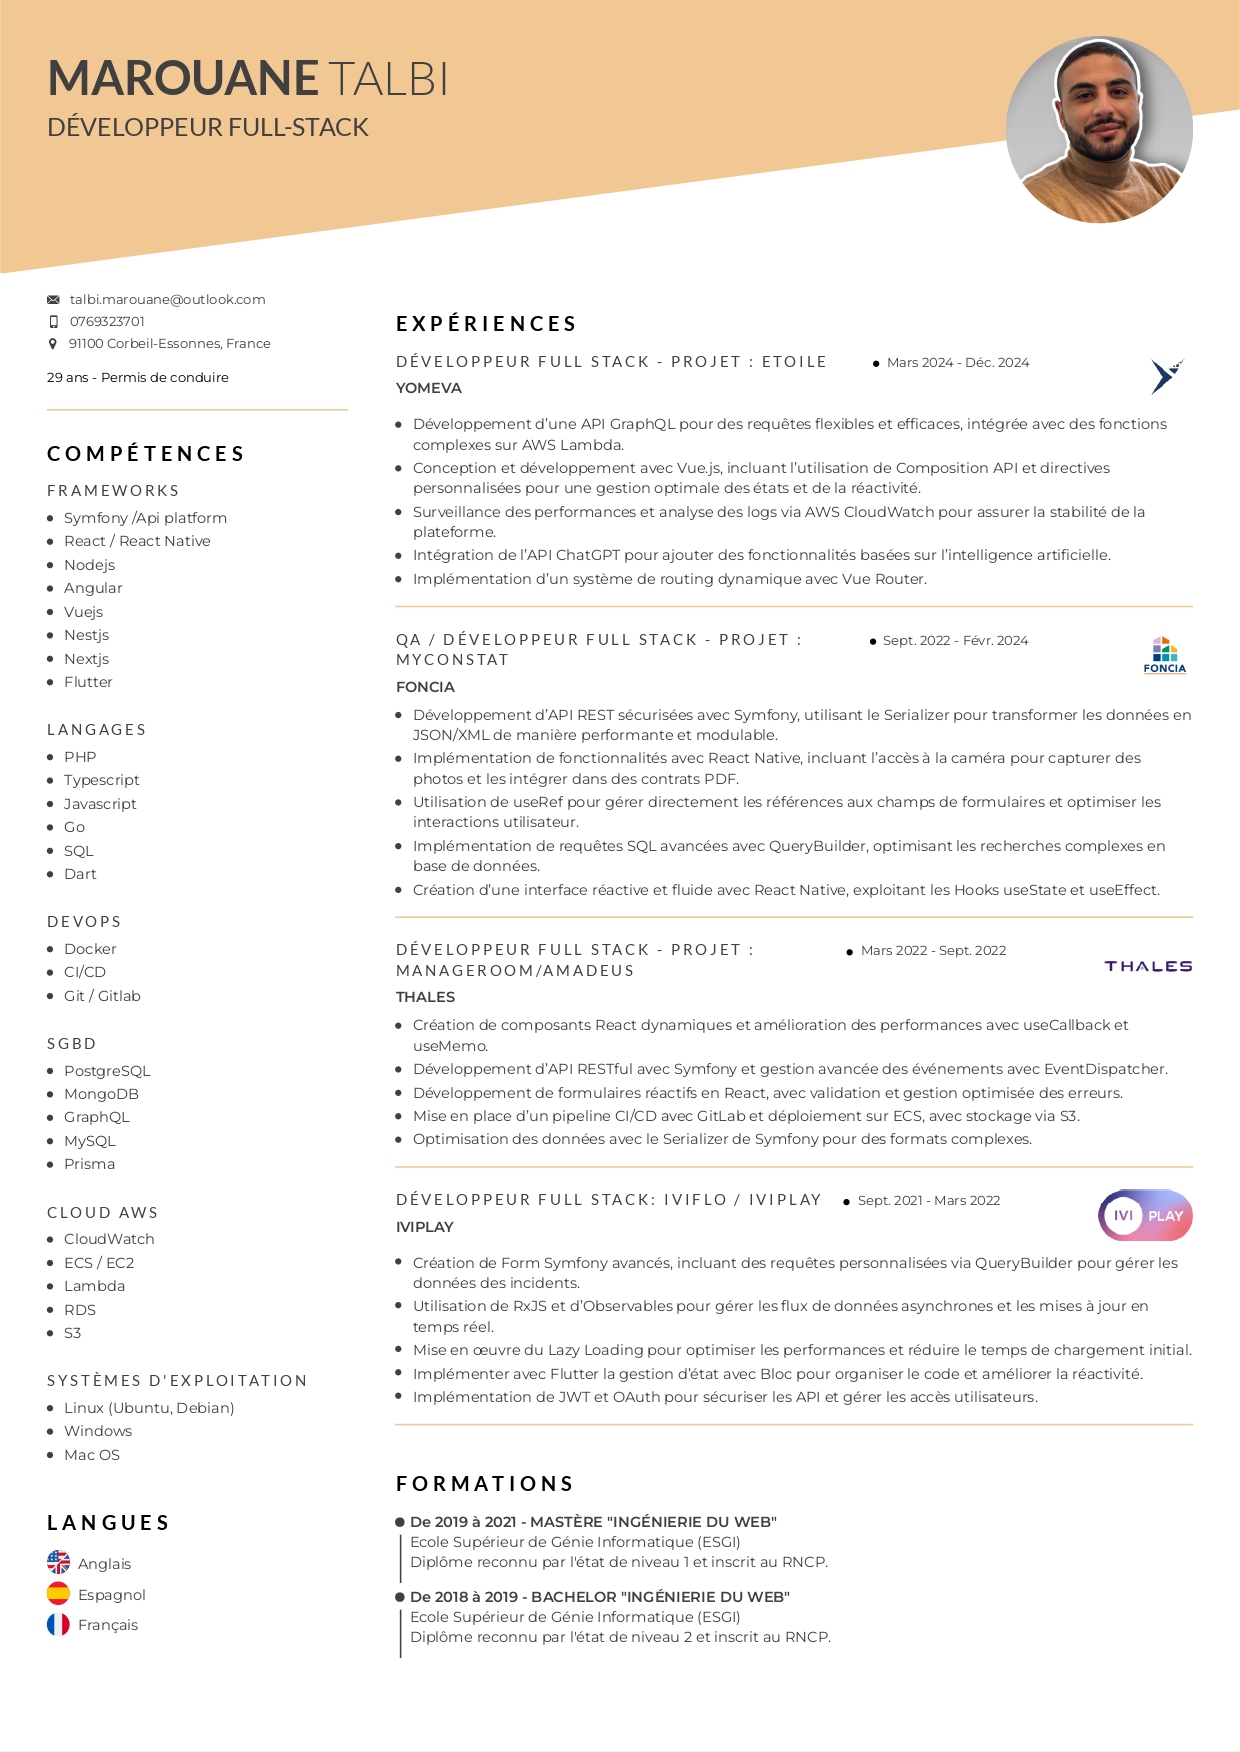 MAROUANE TALBI
DÉVELOPPEUR FULL-STACK
talbi.marouane@outlook.com
0769323701
91100 Corbeil-Essonnes, France
29 ans - Permis de conduire
COMPÉTENCES
FRAMEWORKS
Symfony /Api platform
React / React Native
Nodejs
Angular
Vuejs
Nestjs
Nextjs
Flutter
LANGAGES
PHP
Typescript
Javascript
Go
SQL
Dart
DEVOPS
Docker
CI/CD
Git / Gitlab
SGBD
PostgreSQL
MongoDB
GraphQL
MySQL
Prisma
CLOUD AWS
CloudWatch
ECS / EC2
Lambda
RDS
S3
SYSTÈMES D'EXPLOITATION
Linux (Ubuntu, Debian)
Windows
Mac OS
LANGUES
Anglais
Espagnol
Français
EXPÉRIENCES
DÉVELOPPEUR FULL STACK - PROJET : ETOILE • Mars 2024 - Déc. 2024
YOMEVA
• Développement d’une API GraphQL pour des requêtes flexibles et efficaces, intégrée avec des fonctions
complexes sur AWS Lambda.
• Conception et développement avec Vue.js, incluant l’utilisation de Composition API et directives
personnalisées pour une gestion optimale des états et de la réactivité.
• Surveillance des performances et analyse des logs via AWS CloudWatch pour assurer la stabilité de la
plateforme.
• Intégration de l’API ChatGPT pour ajouter des fonctionnalités basées sur l’intelligence artificielle.
• Implémentation d’un système de routing dynamique avec Vue Router.
QA / DÉVELOPPEUR FULL STACK - PROJET : • Sept. 2022 - Févr. 2024
MYCONSTAT
FONCIA
FONCIA
• Développement d’API REST sécurisées avec Symfony, utilisant le Serializer pour transformer les données en
JSON/XML de manière performante et modulable.
• Implémentation de fonctionnalités avec React Native, incluant l’accès à la caméra pour capturer des
photos et les intégrer dans des contrats PDF.
• Utilisation de useRef pour gérer directement les références aux champs de formulaires et optimiser les
interactions utilisateur.
• Implémentation de requêtes SQL avancées avec QueryBuilder, optimisant les recherches complexes en
base de données.
• Création d’une interface réactive et fluide avec React Native, exploitant les Hooks useState et useEffect.
DÉVELOPPEUR FULL STACK - PROJET : • Mars 2022 - Sept. 2022
MANAGEROOM/AMADEUS
THALES
THALES
• Création de composants React dynamiques et amélioration des performances avec useCallback et
useMemo.
• Développement d’API RESTful avec Symfony et gestion avancée des événements avec EventDispatcher.
• Développement de formulaires réactifs en React, avec validation et gestion optimisée des erreurs.
• Mise en place d’un pipeline CI/CD avec GitLab et déploiement sur ECS, avec stockage via S3.
• Optimisation des données avec le Serializer de Symfony pour des formats complexes.
DÉVELOPPEUR FULL STACK: IVIFLO / IVIPLAY • Sept. 2021 - Mars 2022
IVI PLAY
IVIPLAY
• Création de Form Symfony avancés, incluant des requêtes personnalisées via QueryBuilder pour gérer les
données des incidents.
• Utilisation de RxJS et d’Observables pour gérer les flux de données asynchrones et les mises à jour en
temps réel.
• Mise en œuvre du Lazy Loading pour optimiser les performances et réduire le temps de chargement initial.
• Implémenter avec Flutter la gestion d’état avec Bloc pour organiser le code et améliorer la réactivité.
• Implémentation de JWT et OAuth pour sécuriser les API et gérer les accès utilisateurs.
FORMATIONS
De 2019 à 2021 - MASTÈRE "INGÉNIERIE DU WEB"
Ecole Supérieur de Génie Informatique (ESGI)
Diplôme reconnu par l'état de niveau 1 et inscrit au RNCP.
De 2018 à 2019 - BACHELOR "INGÉNIERIE DU WEB"
Ecole Supérieur de Génie Informatique (ESGI)
Diplôme reconnu par l'état de niveau 2 et inscrit au RNCP.